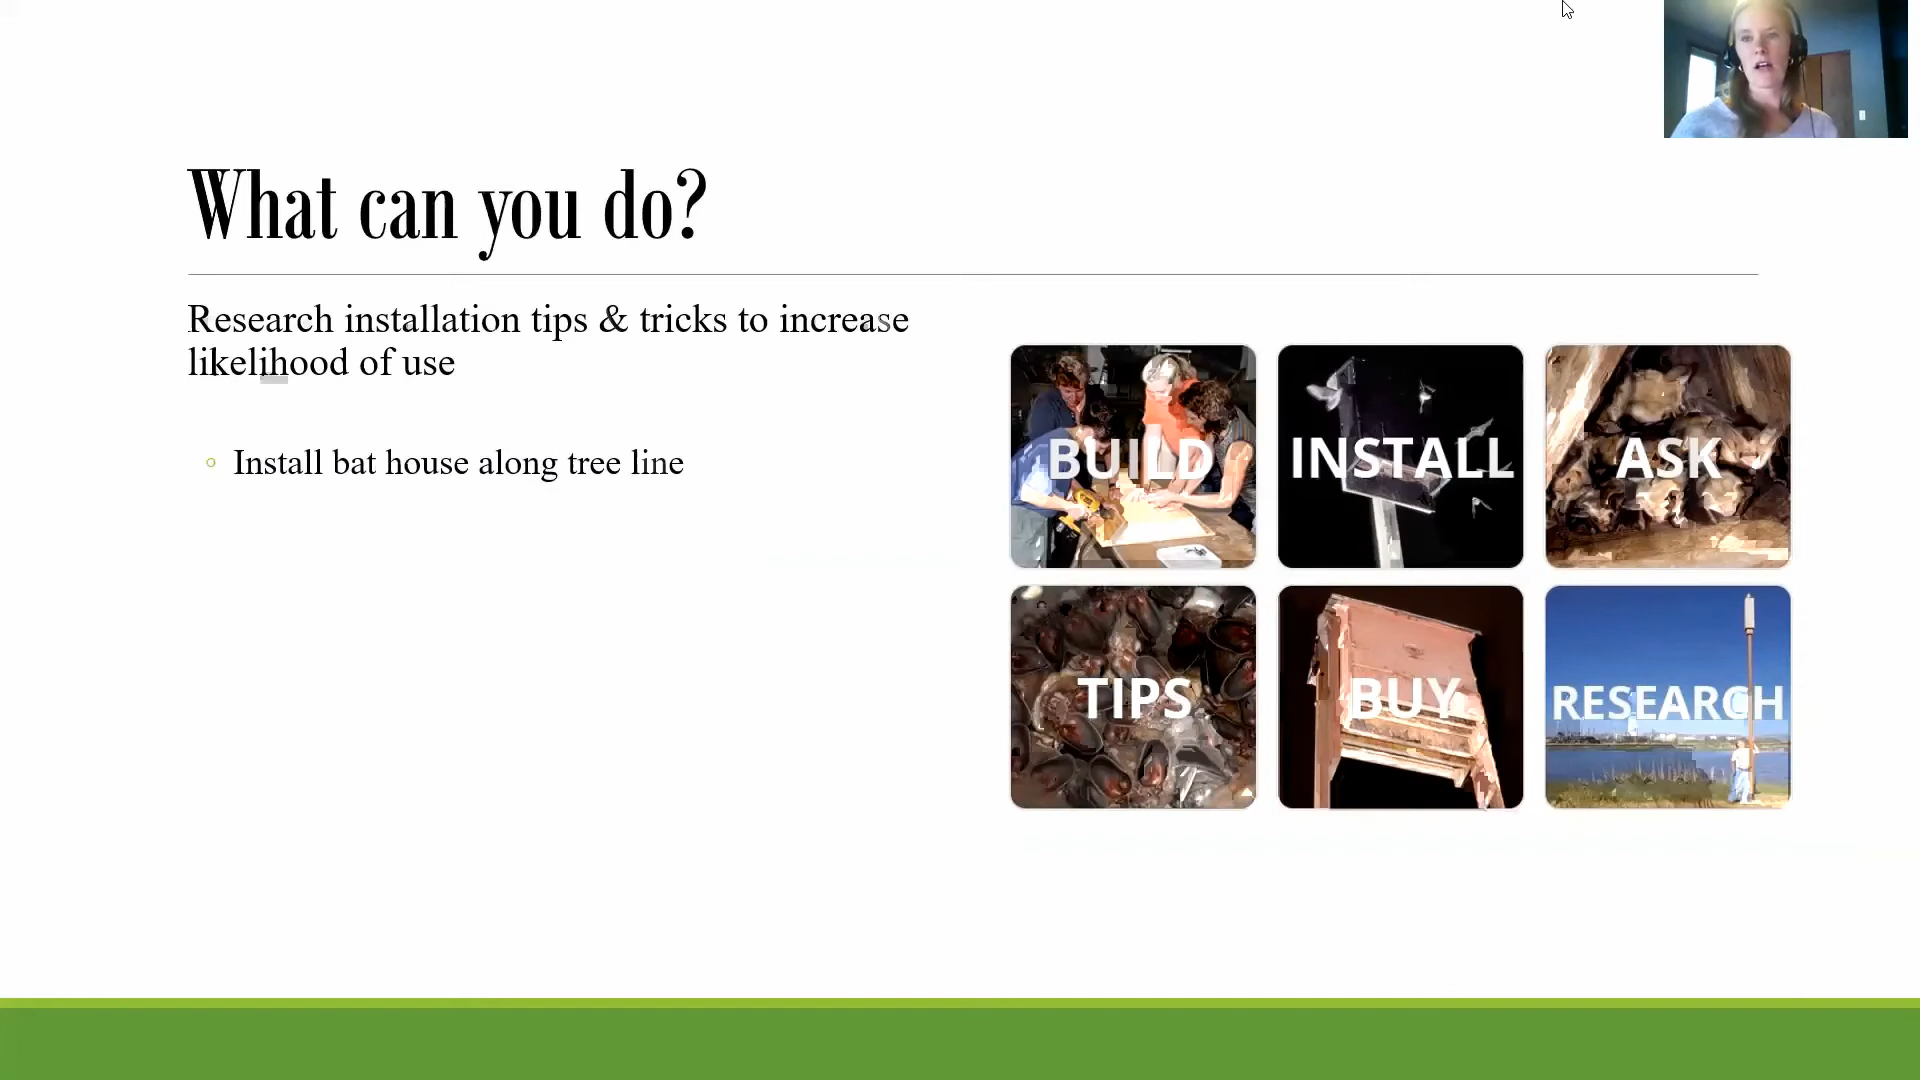 What can you do?
Research installation tips & tricks to increase
likelihood of use
Install bat house along tree line
BUILD
INSTALL
ASK
TIPS
BUY
RESEARCH